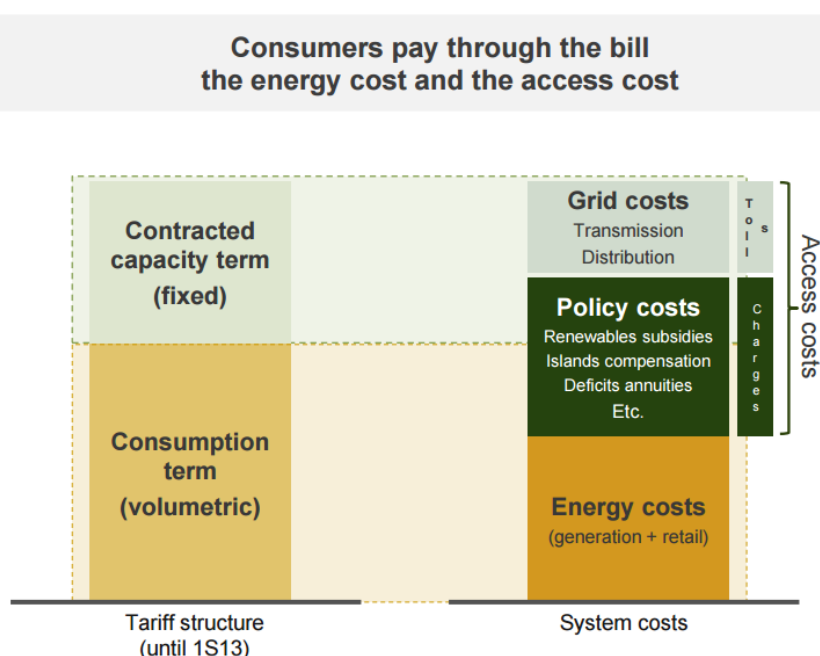 Consumers pay through the bill
the energy cost and the access cost
Contracted
capacity term
(fixed)
Consumption
term
(volumetric)
Tariff structure
(until 1S13)
Grid costs
Transmission
Distribution
Policy costs
Renewables subsidies
Islands compensation
Deficits annuities
Etc.
Energy costs
(generation + retail)
System costs
Tolls
Charges
Access costs